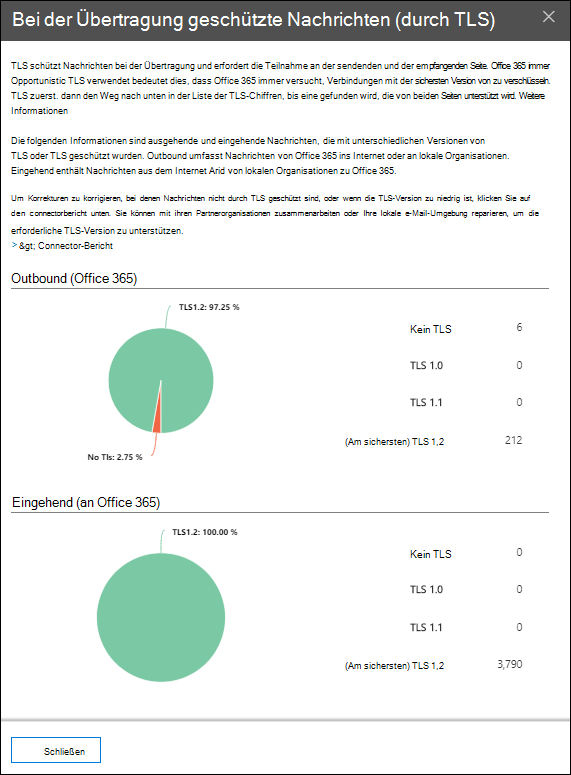 Bei der Übertragung geschützte Nachrichten (durch TLS)
TLS schützt Nachrichten bei der Übertragung und erfordert die Teilnahme an der sendenden und der empfangenden Seite. Office 365 immer
Opportunistic TLS verwendet bedeutet dies, dass Office 365 immer versucht, Verbindungen mit der sichersten Version von zu verschlüsseln.
TLS zuerst. dann den Weg nach unten in der Liste der TLS-Chiffren, bis eine gefunden wird, die von beiden Seiten unterstützt wird. Weitere
Informationen
Die folgenden Informationen sind ausgehende und eingehende Nachrichten, die mit unterschiedlichen Versionen von
TLS oder TLS geschützt wurden. Outbound umfasst Nachrichten von Office 365 ins Internet oder an lokale Organisationen.
Eingehend enthält Nachrichten aus dem Internet Arid von lokalen Organisationen zu Office 365.
Um Korrekturen zu korrigieren, bei denen Nachrichten nicht durch TLS geschützt sind, oder wenn die TLS-Version zu niedrig ist, klicken Sie auf
den connectorbericht unten. Sie können mit ihren Partnerorganisationen zusammenarbeiten oder Ihre lokale e-Mail-Umgebung reparieren, um die
erforderliche TLS-Version zu unterstützen.
> &gt; Connector-Bericht
Outbound (Office 365)
TLS1.2: 97.25 %
No Tls: 2.75 %
Kein TLS 6
TLS 1.0 0
TLS 1.1 0
(Am sichersten) TLS 1,2 212
Eingehend (an Office 365)
TLS1.2: 100.00 %
Kein TLS 0
TLS 1.0 0
TLS 1.1 0
(Am sichersten) TLS 1,2 3,790
Schließen